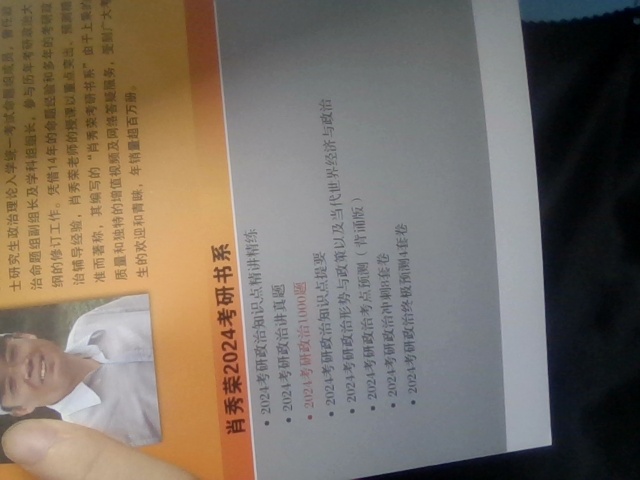 士研究生政治理论入学统一考试命题组成员，曾任政
治命题组副组长及学科组组长，参与历年考研政治大
纲的修订工作。凭借14年的命题经验和多年的考研政
治辅导经验，肖秀荣老师的授课以重点突出、预测精
准而著称，其编写的“肖秀荣考研书系”由于上乘的
质量和独特的增值视频及网络答疑服务，受到广大考
生的欢迎和青睐，年销量超百万册。
肖秀荣2024考研书系
• 2024考研政治知识点精讲精练
• 2024考研政治讲真题
• 2024考研政治1000题
• 2024考研政治知识点提要
• 2024考研政治形势与政策以及当代世界经济与政治
• 2024考研政治考点预测（背诵版）
• 2024考研政治冲刺8套卷
• 2024考研政治终极预测4套卷